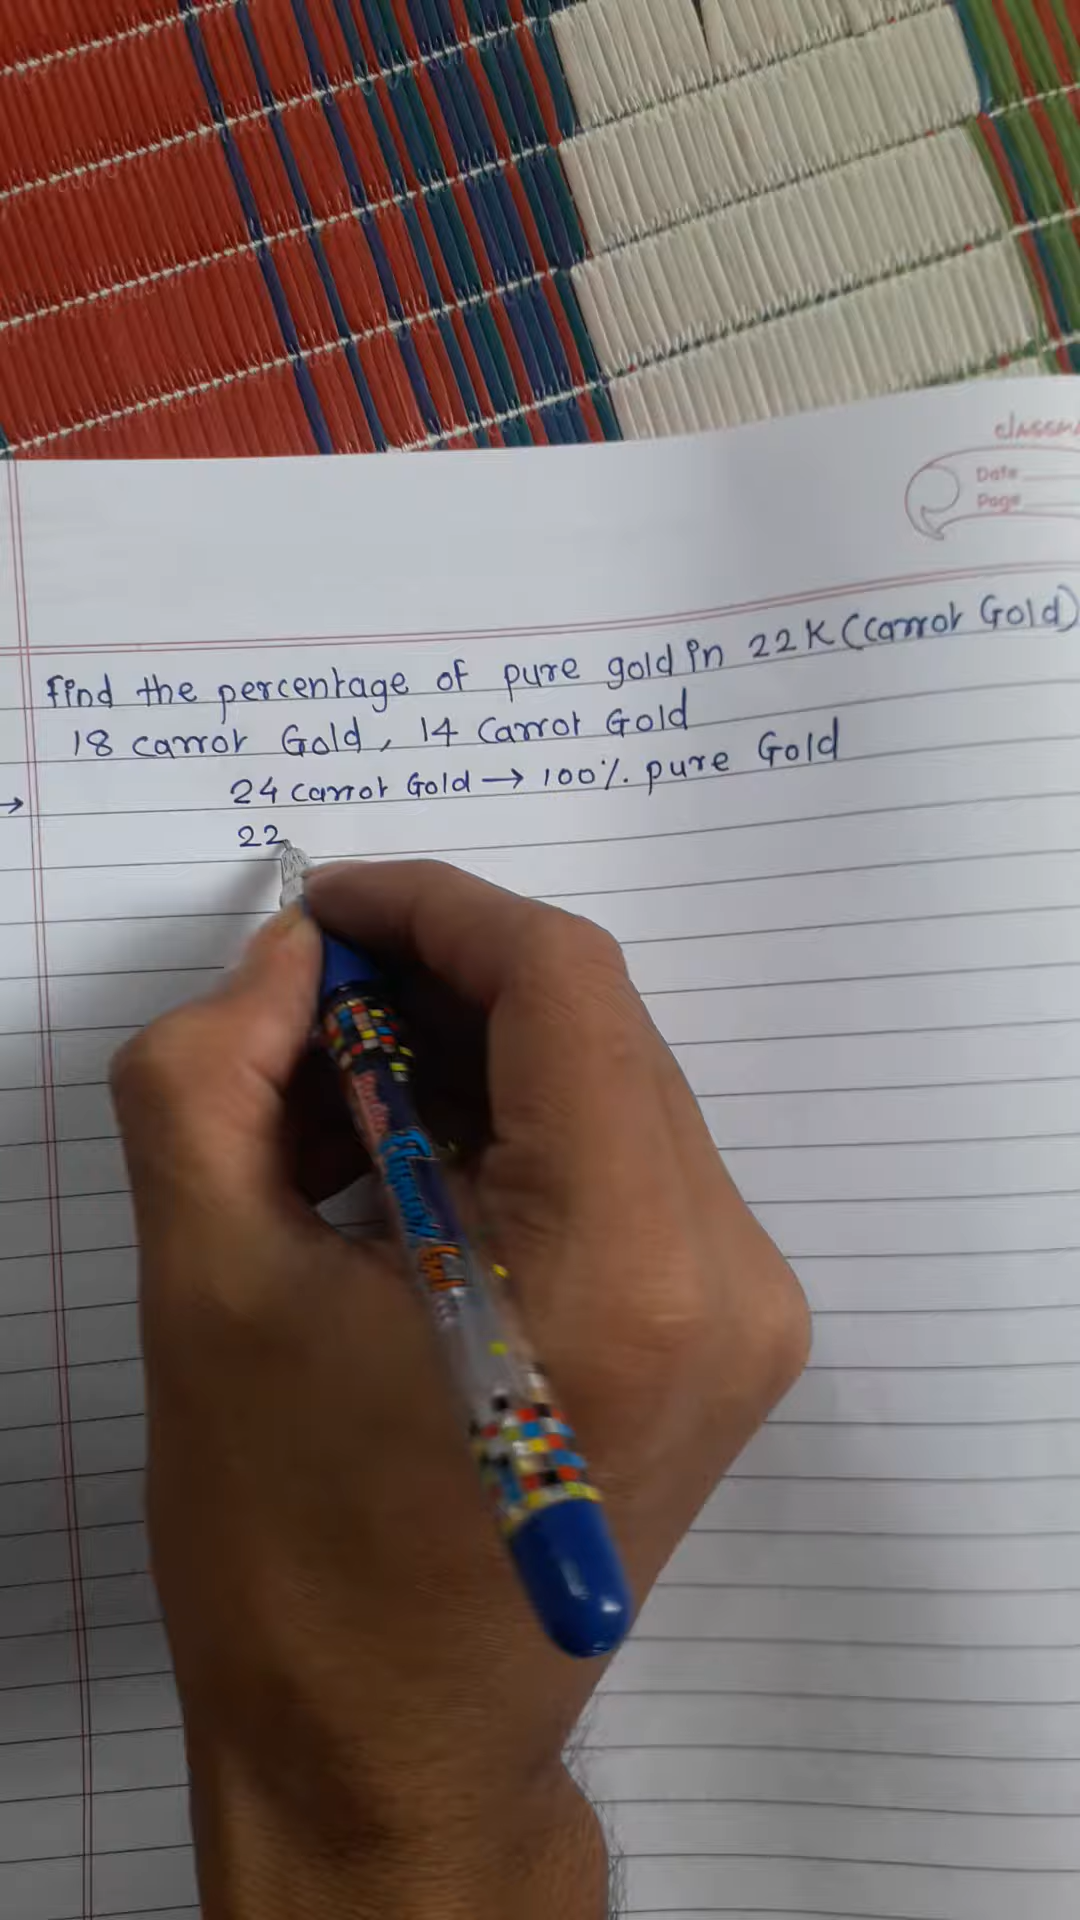 classm
Date
Page
Find the percentage of pure gold in 22K (carrot Gold)
18 carrot Gold, 14 Carrot Gold
→ 24 carrot Gold → 100% pure Gold
22